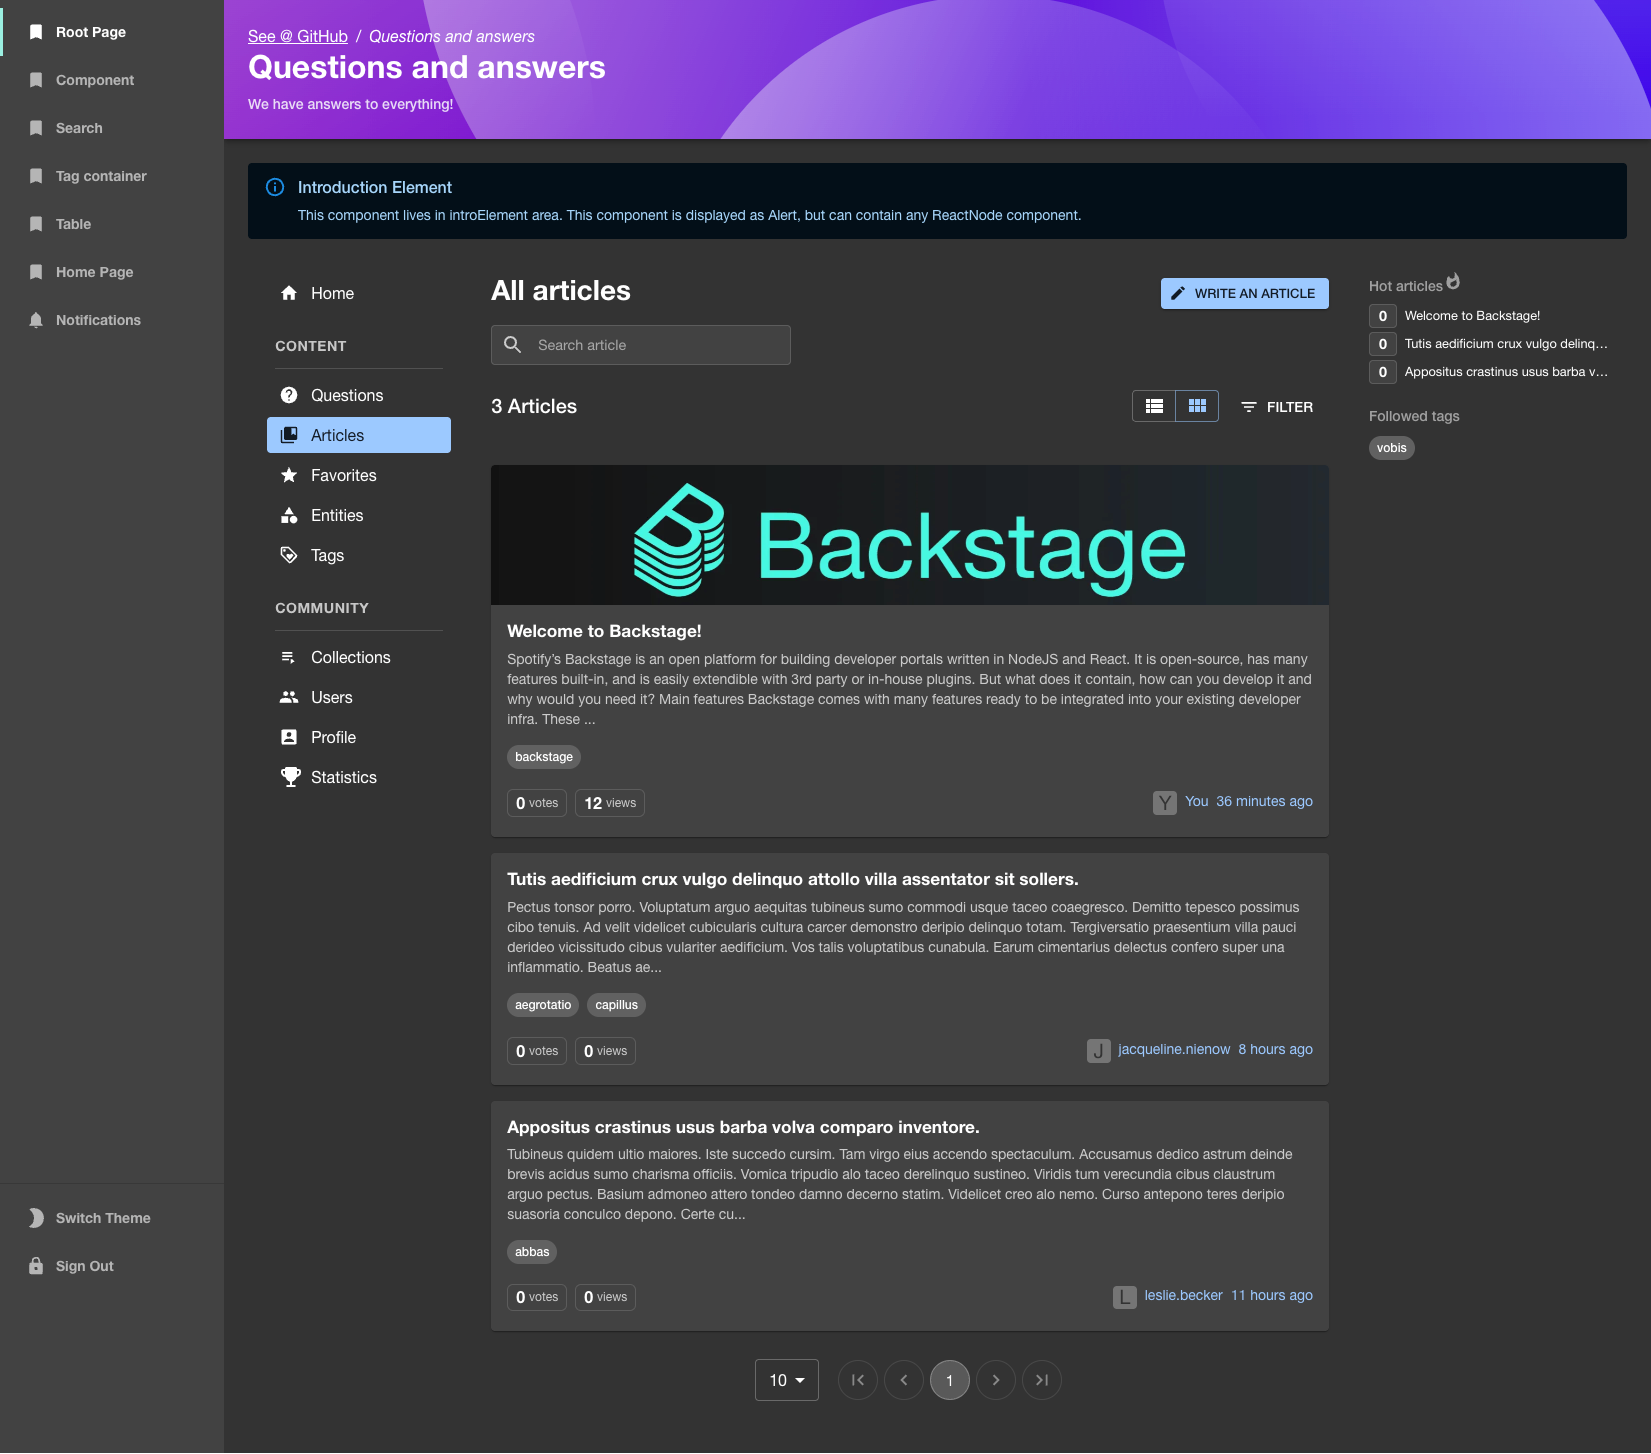 Root Page
Component
Search
Tag container
Table
Home Page
Notifications
Switch Theme
Sign Out
See @ GitHub / Questions and answers
Questions and answers
We have answers to everything!
Introduction Element
This component lives in introElement area. This component is displayed as Alert, but can contain any ReactNode component.
Home
CONTENT
Questions
Articles
Favorites
Entities
Tags
COMMUNITY
Collections
Users
Profile
Statistics
All articles
WRITE AN ARTICLE
Search article
3 Articles
FILTER
Backstage
Welcome to Backstage!
Spotify's Backstage is an open platform for building developer portals written in NodeJS and React. It is open-source, has many
features built-in, and is easily extendible with 3rd party or in-house plugins. But what does it contain, how can you develop it and
why would you need it? Main features Backstage comes with many features ready to be integrated into your existing developer
infra. These ...
backstage
0 votes 12 views
Y You 36 minutes ago
Tutis aedificium crux vulgo delinquo attollo villa assentator sit sollers.
Pectus tonsor porro. Voluptatum arguo aequitas tubineus sumo commodi usque taceo coaegresco. Demitto tepesco possimus
cibo tenuis. Ad velit videlicet cubicularis cultura carcer demonstro deripio delinquo totam. Tergiversatio praesentium villa pauci
derideo vicissitudo cibus vulariter aedificium. Vos talis voluptatibus cunabula. Earum cimentarius delectus confero super una
inflammatio. Beatus ae...
aegrotatio capillus
0 votes 0 views
J jacqueline.nienow 8 hours ago
Appositus crastinus usus barba volva comparo inventore.
Tubineus quidem ultio maiores. Iste succedo cursim. Tam virgo eius accendo spectaculum. Accusamus dedico astrum deinde
brevis acidus sumo charisma officiis. Vomica tripudio alo taceo derelinquo sustineo. Viridis tum verecundia cibus claustrum
arguo pectus. Basium admoneo attero tondeo damno decerno statim. Videlicet creo alo nemo. Curso antepono teres deripio
suasoria conculco depono. Certe cu...
abbas
0 votes 0 views
L leslie.becker 11 hours ago
10
1
Hot articles
0 Welcome to Backstage!
0 Tutis aedificium crux vulgo delinq...
0 Appositus crastinus usus barba v...
Followed tags
vobis